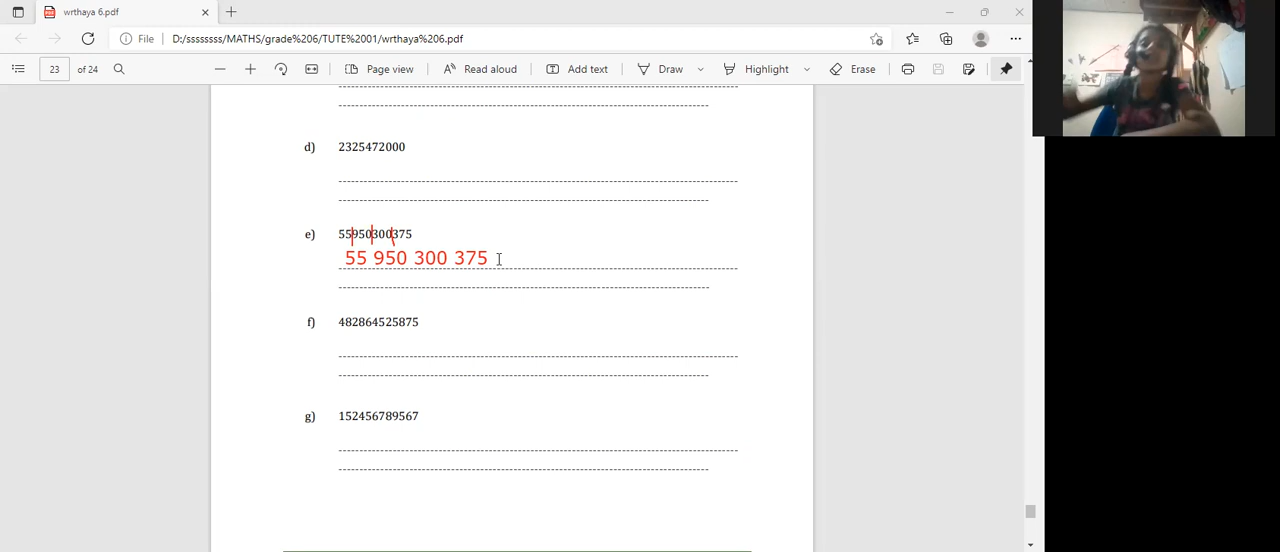 wrthaya 6.pdf
File
D:/ssssssss/MATHS/grade%206/TUTE%2001/wrthaya%206.pdf
23 of 24
Page view
Read aloud
Add text
Draw
Highlight
Erase
d) 2325472000
e) 55950300375
55 950 300 375
f) 482864525875
g) 152456789567